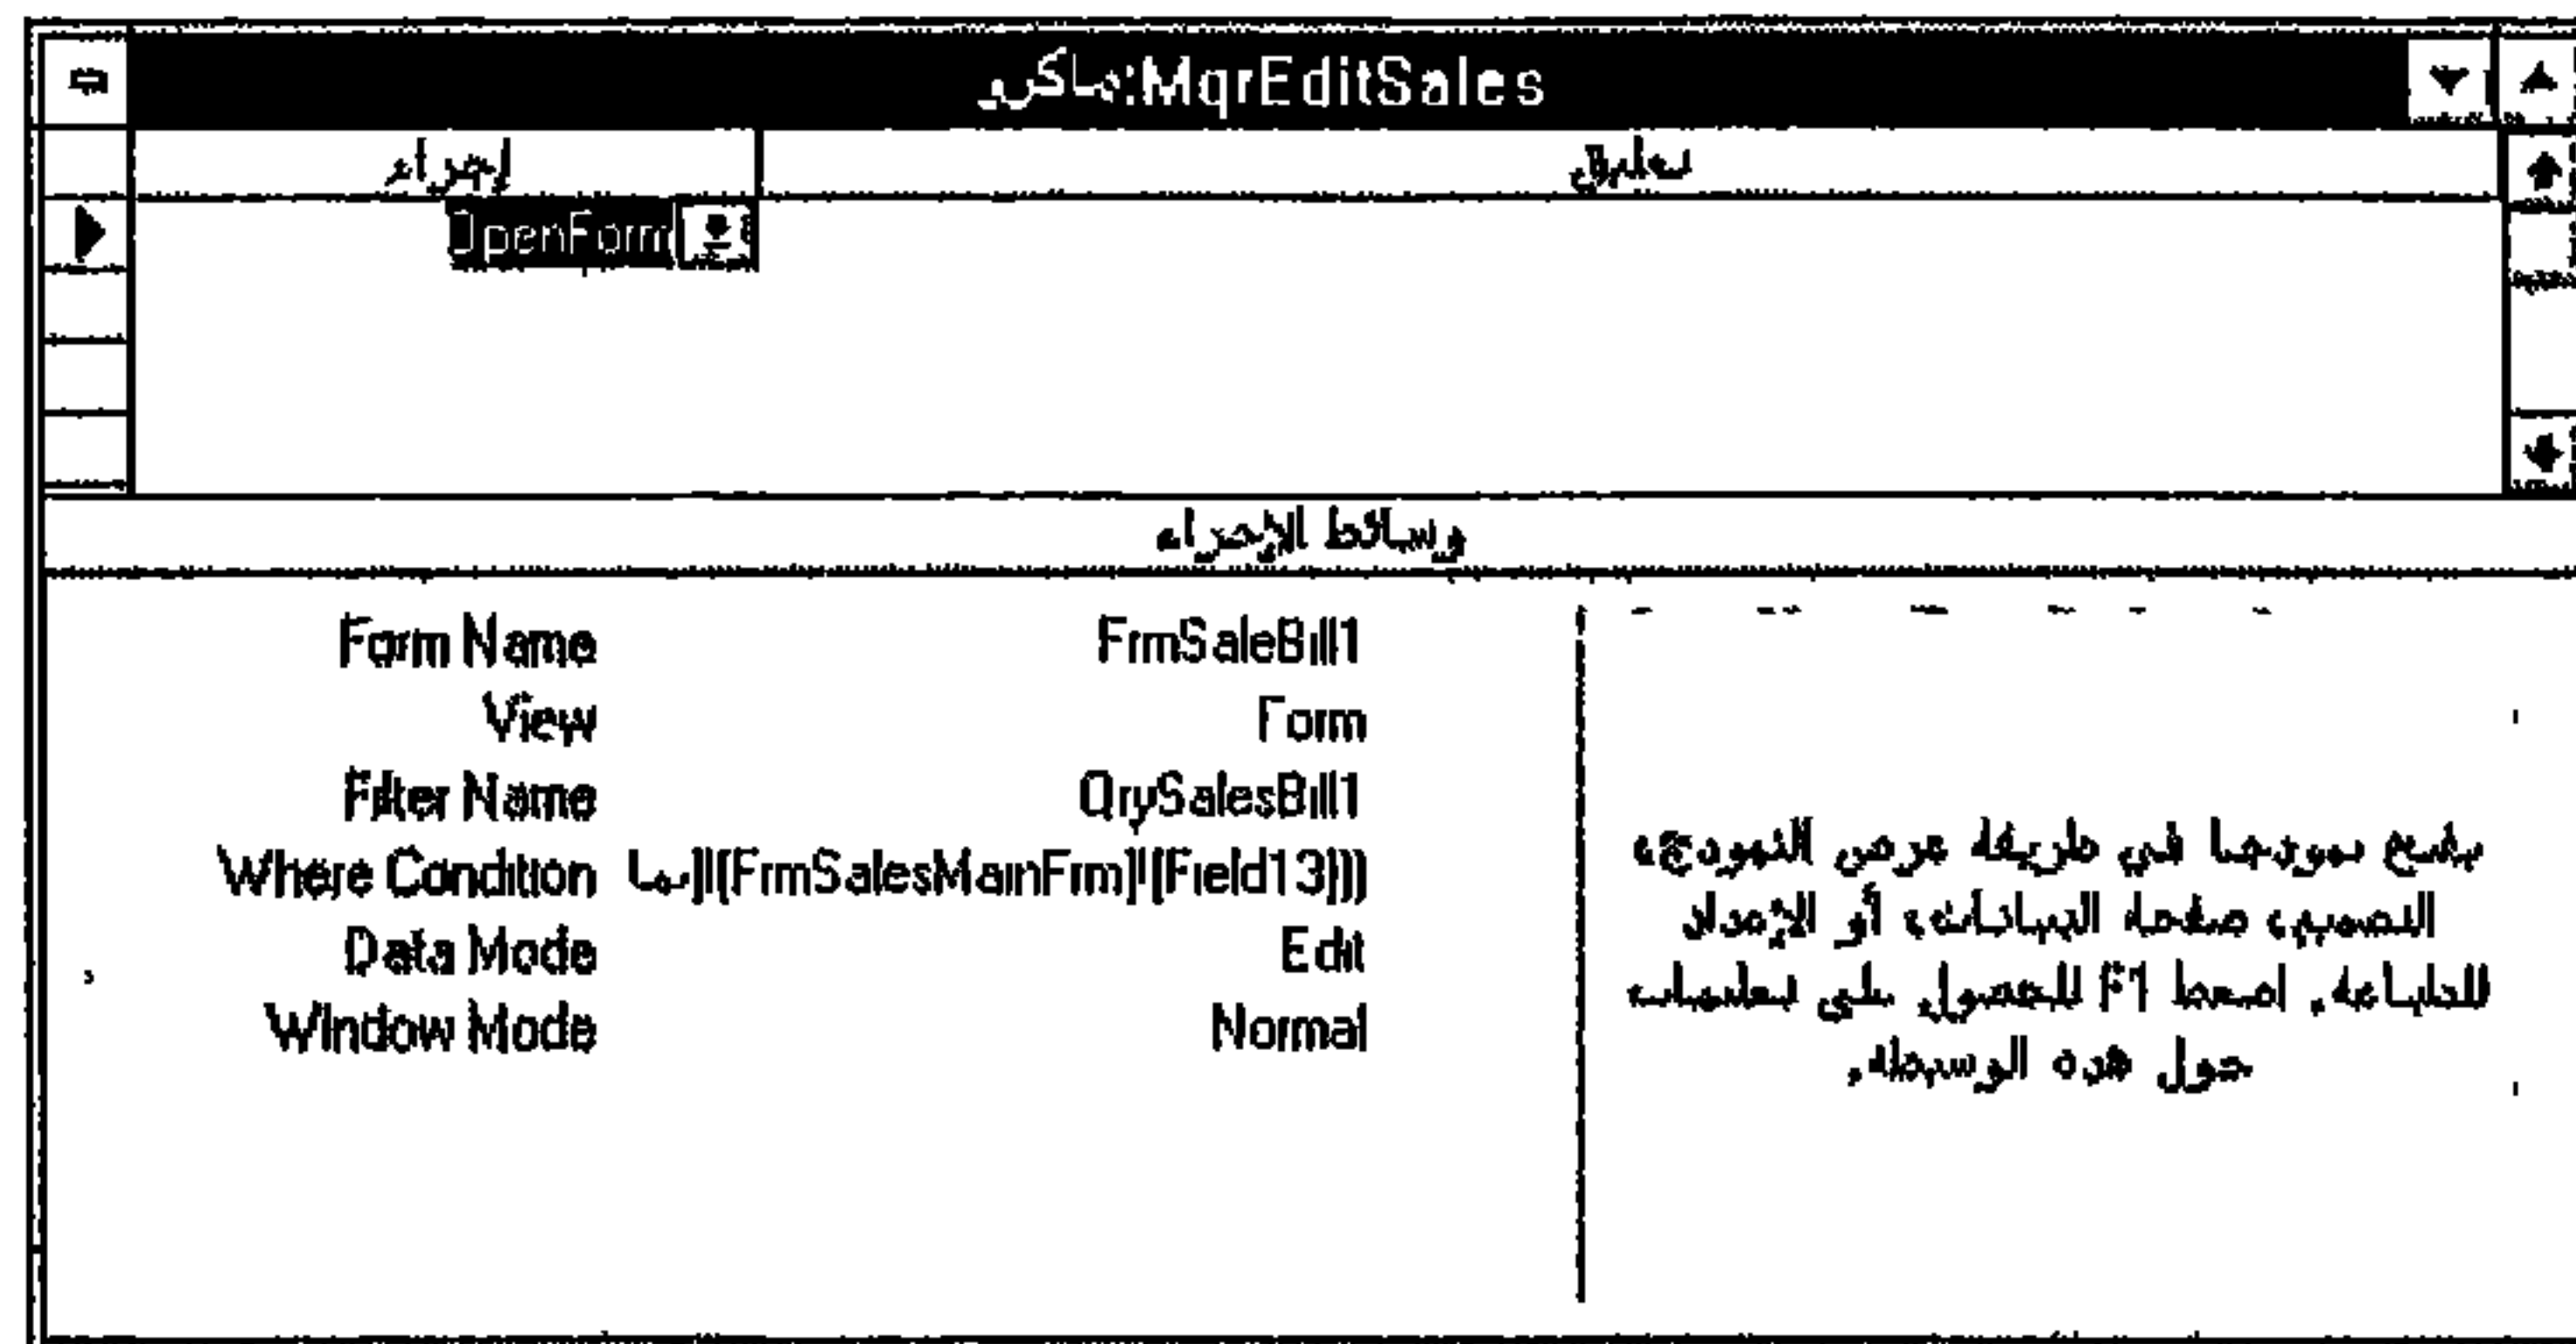 ماكرو:MqrEditSales
إجراء تعليق
OpenForm
وسائط الإجراء
Form Name FrmSaleBill1
View Form
Filter Name QrySalesBill1
Where Condition ![FrmSalesMainFrm]![Field13]))
Data Mode Edit
Window Mode Normal
يفتح نموذجا في طريقة عرض النموذج،
التصميم، صفحة البيانات، أو الإعداد
للطباعة. اضغط F1 للحصول على تعليمات
حول هذه الوسيطة.